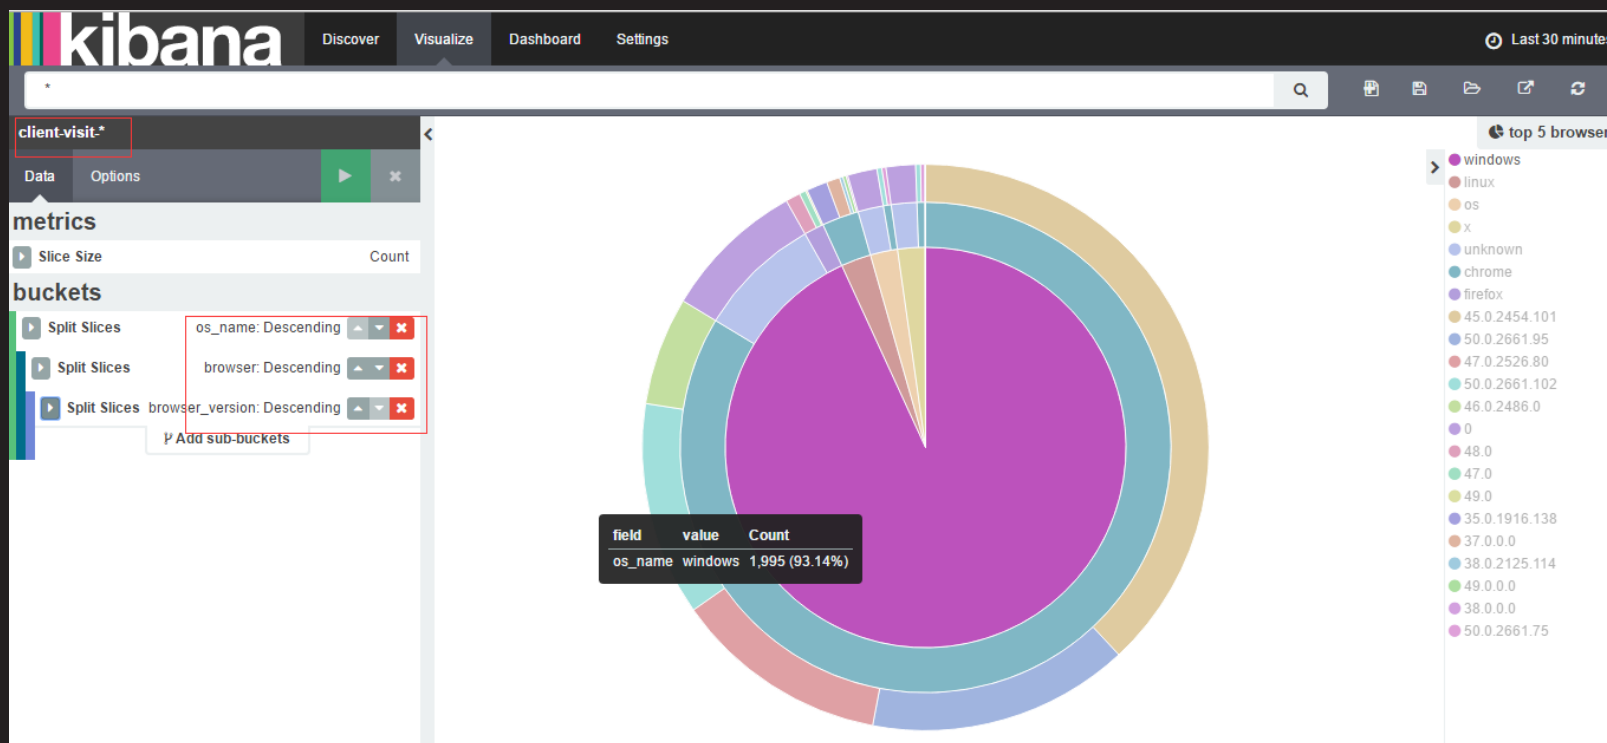 kibana
Discover
Visualize
Dashboard
Settings
Last 30 minutes
*
client-visit-*
Data
Options
metrics
Slice Size Count
buckets
Split Slices os_name: Descending
Split Slices browser: Descending
Split Slices browser_version: Descending
Add sub-buckets
field value Count
os_name windows 1,995 (93.14%)
top 5 browser
windows
linux
os
x
unknown
chrome
firefox
45.0.2454.101
50.0.2661.95
47.0.2526.80
50.0.2661.102
46.0.2486.0
0
48.0
47.0
49.0
35.0.1916.138
37.0.0.0
38.0.2125.114
49.0.0.0
38.0.0.0
50.0.2661.75